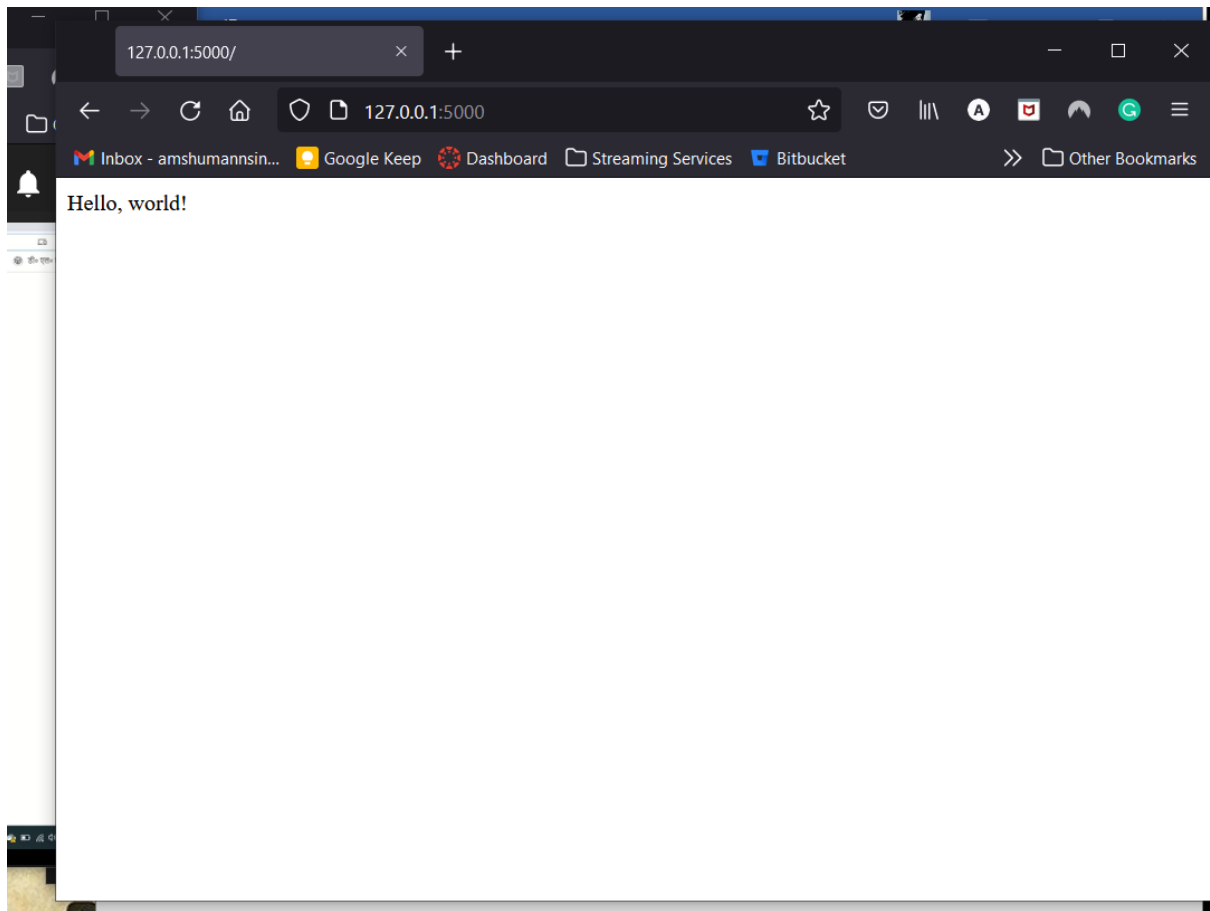 127.0.0.1:5000/
127.0.0.1:5000
Inbox - amshumannsin... Google Keep Dashboard Streaming Services Bitbucket Other Bookmarks
Hello, world!